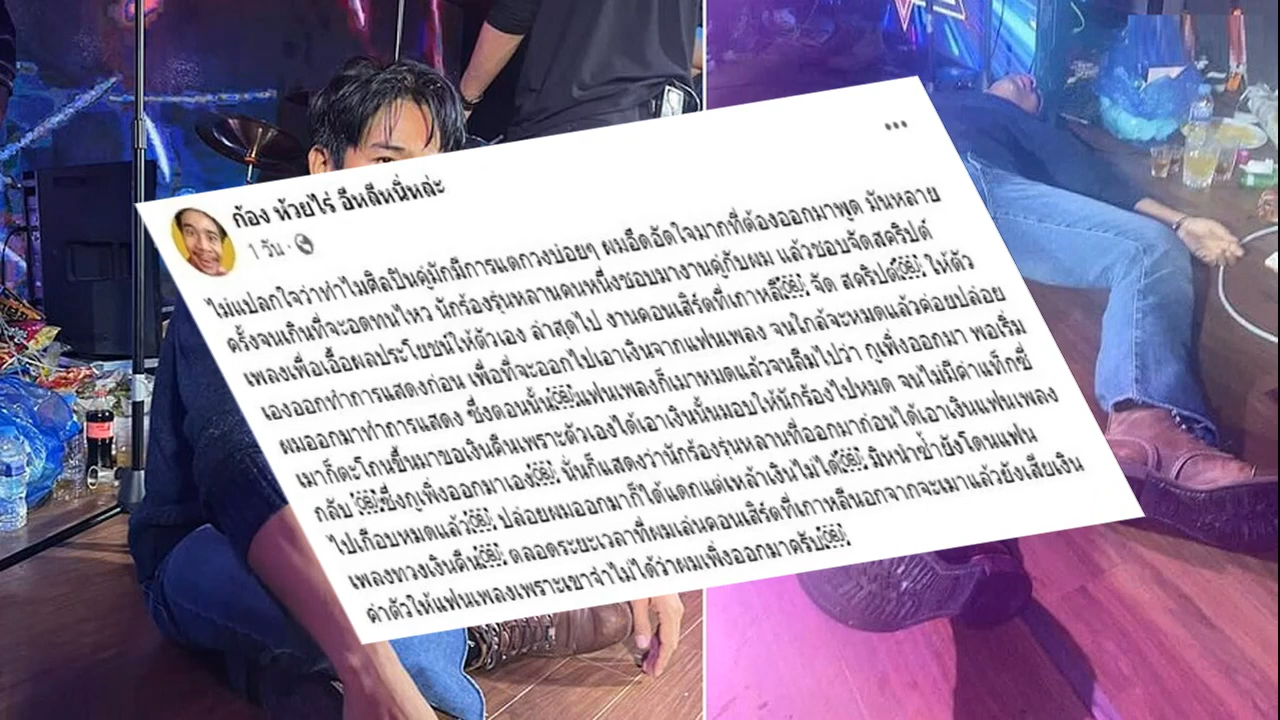 ก้อง ห้วยไร่ อีหลีหนี่หล่ะ
1 วัน ·
ไม่แปลกใจว่าทำไมศิลปินคู่มักมีการแตกวงบ่อยๆ ผมอึดอัดใจมากที่ต้องออกมาพูด มันหลาย
ครั้งจนเกินที่จะอดทนไหว นักร้องรุ่นหลานคนหนึ่งชอบมางานคู่กับผม แล้วชอบจัดสคริปต์
เพลงเพื่อเอื้อผลประโยชน์ให้ตัวเอง ล่าสุดไป งานคอนเสิร์ตที่เกาหลี￼ จัด สคริปต์￼ ให้ตัว
เองออกทำการแสดงก่อน เพื่อที่จะออกไปเอาเงินจากแฟนเพลง จนใกล้จะหมดแล้วค่อยปล่อย
ผมออกมาทำการแสดง ซึ่งตอนนั้น￼แฟนเพลงก็เมาหมดแล้วจนลืมไปว่า กูเพิ่งออกมา พอเริ่ม
เมาก็ตะโกนขึ้นมาขอเงินคืนเพราะตัวเองได้เอาเงินนั้นมอบให้นักร้องไปหมด จนไม่มีค่าแท็กซี่
กลับ ￼ซึ่งกูเพิ่งออกมาเอง￼ นั่นก็แสดงว่านักร้องรุ่นหลานที่ออกมาก่อนได้เอาเงินแฟนเพลง
ไปเกือบหมดแล้ว￼ ปล่อยผมออกมาก็ได้แดกแต่เหล้าเงินไม่ได้￼ มิหนำซ้ำยังโดนแฟน
เพลงทวงเงินคืน￼ ตลอดระยะเวลาที่ผมเล่นคอนเสิร์ตที่เกาหลีนอกจากจะเมาแล้วยังเสียเงิน
ค่าตัวให้แฟนเพลงเพราะเขาจำไม่ได้ว่าผมเพิ่งออกมาครับ￼